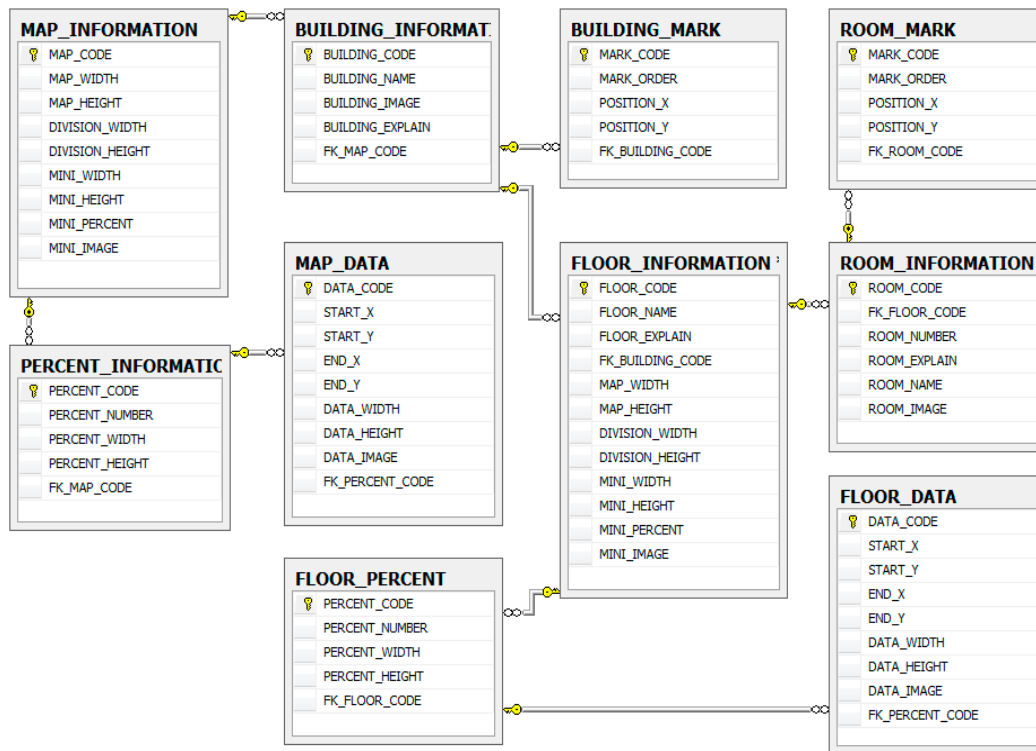 MAP_INFORMATION
MAP_CODE
MAP_WIDTH
MAP_HEIGHT
DIVISION_WIDTH
DIVISION_HEIGHT
MINI_WIDTH
MINI_HEIGHT
MINI_PERCENT
MINI_IMAGE
BUILDING_INFORMAT
BUILDING_CODE
BUILDING_NAME
BUILDING_IMAGE
BUILDING_EXPLAIN
FK_MAP_CODE
BUILDING_MARK
MARK_CODE
MARK_ORDER
POSITION_X
POSITION_Y
FK_BUILDING_CODE
ROOM_MARK
MARK_CODE
MARK_ORDER
POSITION_X
POSITION_Y
FK_ROOM_CODE
PERCENT_INFORMATIO
PERCENT_CODE
PERCENT_NUMBER
PERCENT_WIDTH
PERCENT_HEIGHT
FK_MAP_CODE
MAP_DATA
DATA_CODE
START_X
START_Y
END_X
END_Y
DATA_WIDTH
DATA_HEIGHT
DATA_IMAGE
FK_PERCENT_CODE
FLOOR_INFORMATION *
FLOOR_CODE
FLOOR_NAME
FLOOR_EXPLAIN
FK_BUILDING_CODE
MAP_WIDTH
MAP_HEIGHT
DIVISION_WIDTH
DIVISION_HEIGHT
MINI_WIDTH
MINI_HEIGHT
MINI_PERCENT
MINI_IMAGE
ROOM_INFORMATION
ROOM_CODE
FK_FLOOR_CODE
ROOM_NUMBER
ROOM_EXPLAIN
ROOM_NAME
ROOM_IMAGE
FLOOR_PERCENT
PERCENT_CODE
PERCENT_NUMBER
PERCENT_WIDTH
PERCENT_HEIGHT
FK_FLOOR_CODE
FLOOR_DATA
DATA_CODE
START_X
START_Y
END_X
END_Y
DATA_WIDTH
DATA_HEIGHT
DATA_IMAGE
FK_PERCENT_CODE